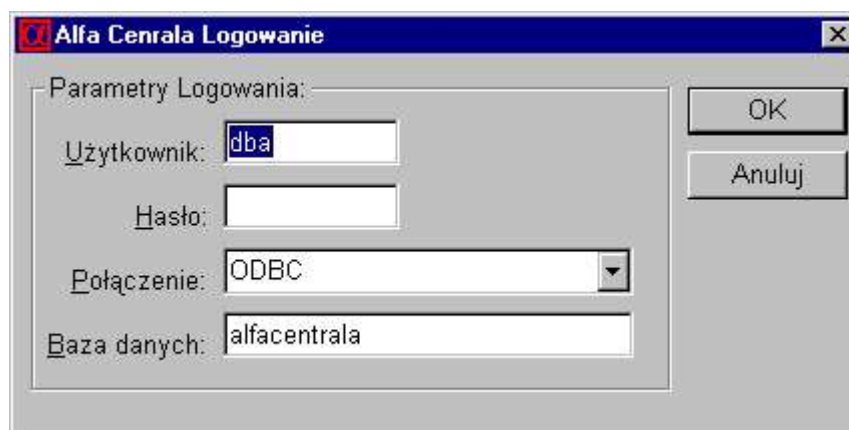 Alfa Cenrala Logowanie
Parametry Logowania:
Użytkownik: dba
Hasło:
Połączenie: ODBC
Baza danych: alfacentrala
OK
Anuluj